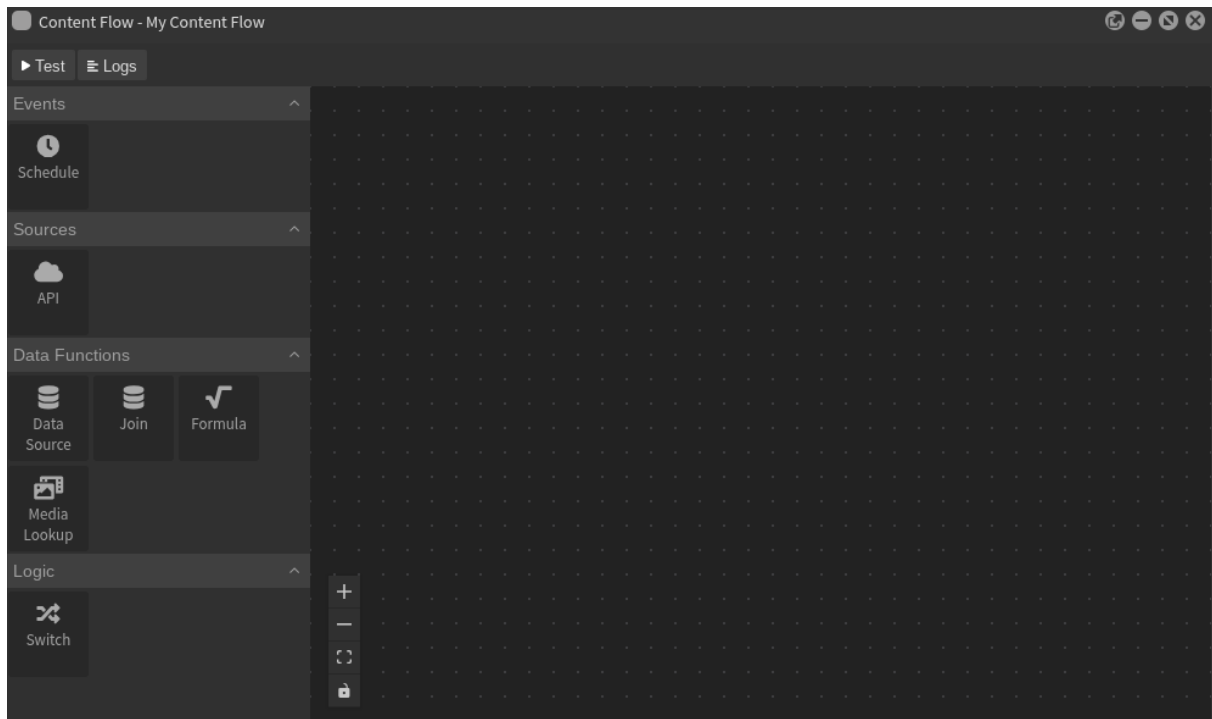 Content Flow - My Content Flow
Test
Logs
Events
Schedule
Sources
API
Data Functions
Data
Source
Join
Formula
Media
Lookup
Logic
Switch